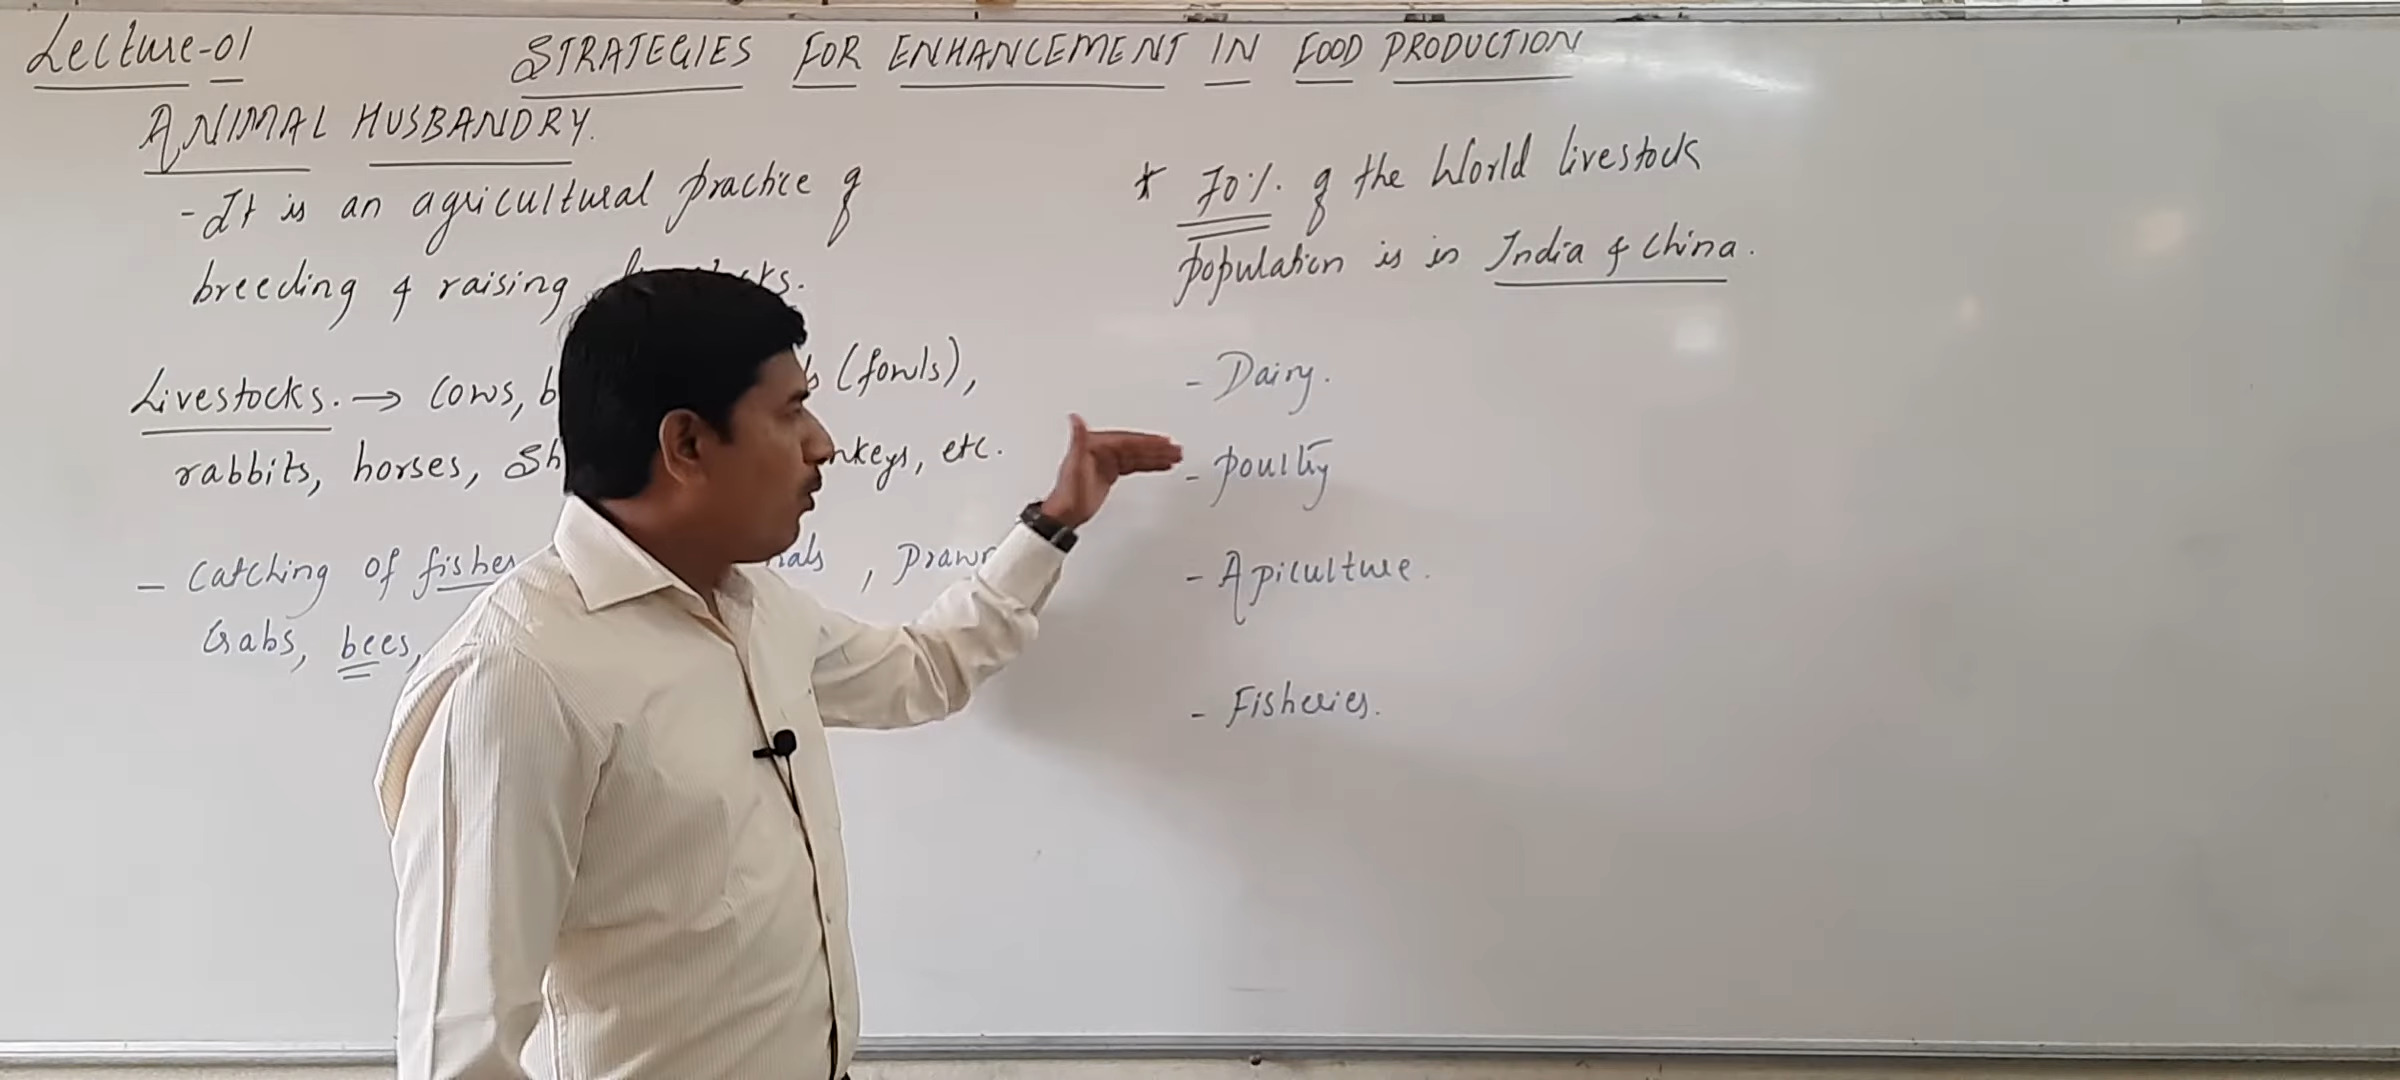 Lecture-01
STRATEGIES FOR ENHANCEMENT IN FOOD PRODUCTION
ANIMAL HUSBANDRY.
- It is an agricultural practice of
breeding & raising
Livestocks. → Cows, b (fowls),
rabbits, horses, Sh nkeys, etc.
- Catching of fishes , Prawn
Crabs, bees,
* 70% of the World livestock
population is in India & China.
- Dairy.
- Poultry
- Apiculture.
- Fisheries.